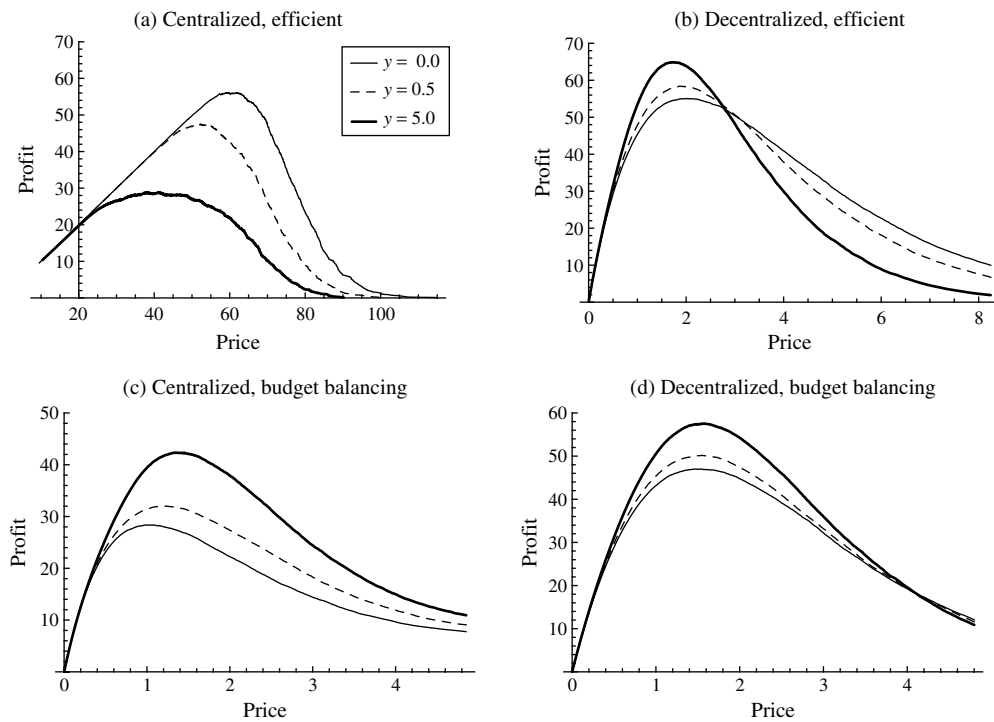 (a) Centralized, efficient
70
60
50
40
30
20
10
Profit
20 40 60 80 100
Price
y = 0.0
y = 0.5
y = 5.0
(b) Decentralized, efficient
70
60
50
40
30
20
10
Profit
0 2 4 6 8
Price
(c) Centralized, budget balancing
50
40
30
20
10
Profit
0 1 2 3 4
Price
(d) Decentralized, budget balancing
60
50
40
30
20
10
Profit
0 1 2 3 4
Price